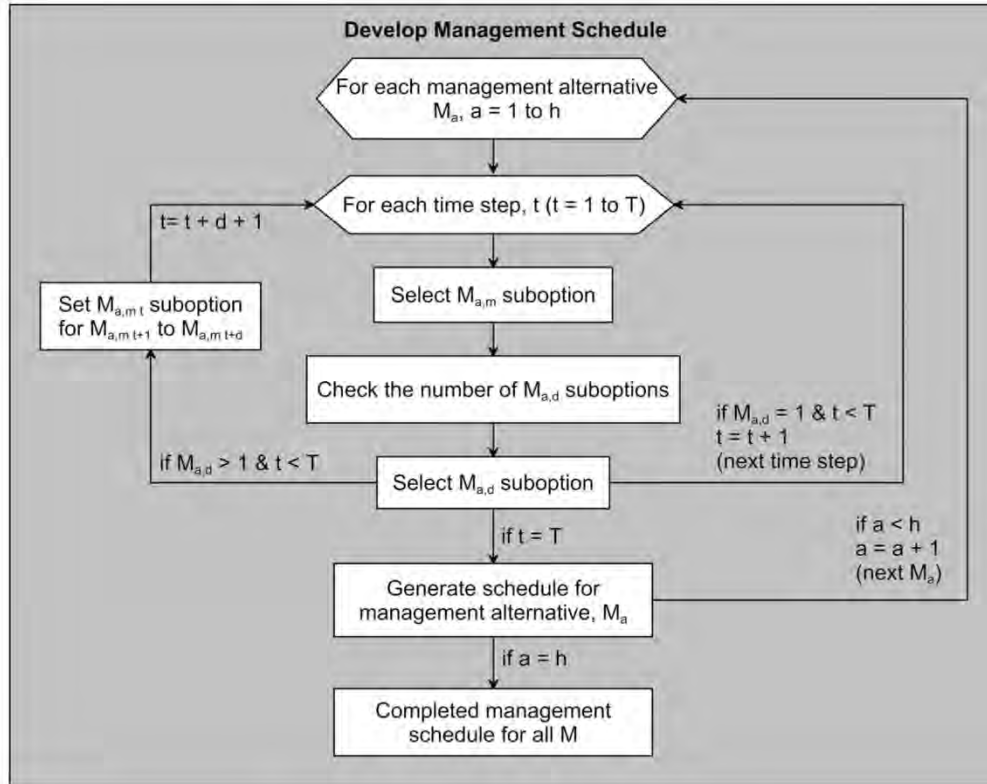 Develop Management Schedule
For each management alternative
Mₐ, a = 1 to h
For each time step, t (t = 1 to T)
t= t + d + 1
Select Mₐ,ₘ suboption
Set Mₐ,ₘ ₜ suboption
for Mₐ,ₘ ₜ₊₁ to Mₐ,ₘ ₜ₊d
Check the number of Mₐ,d suboptions
if Mₐ,d = 1 & t < T
t = t + 1
(next time step)
if Mₐ,d > 1 & t < T
Select Mₐ,d suboption
if t = T
if a < h
a = a + 1
(next Mₐ)
Generate schedule for
management alternative, Mₐ
if a = h
Completed management
schedule for all M